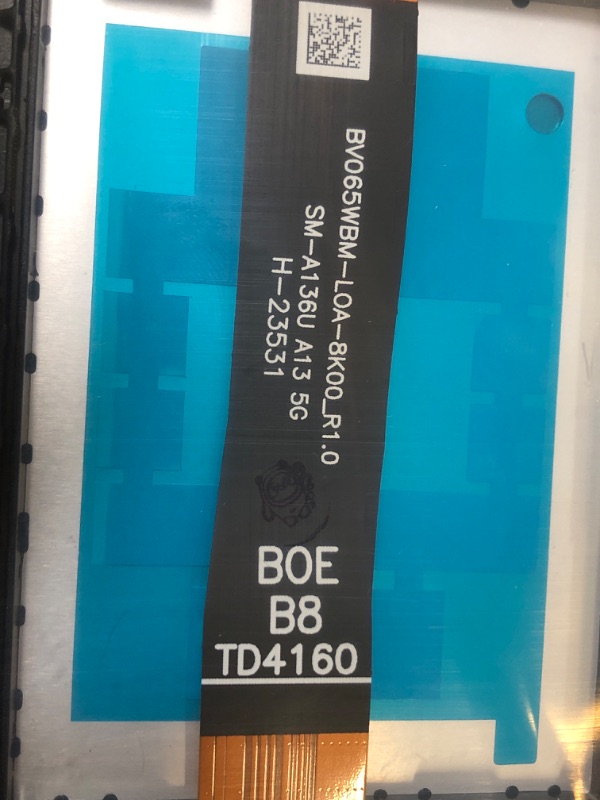 BV065WBM-L0A-8K00_R1.0
SM-A136U A13 5G
H-23531
BOE
B8
TD4160